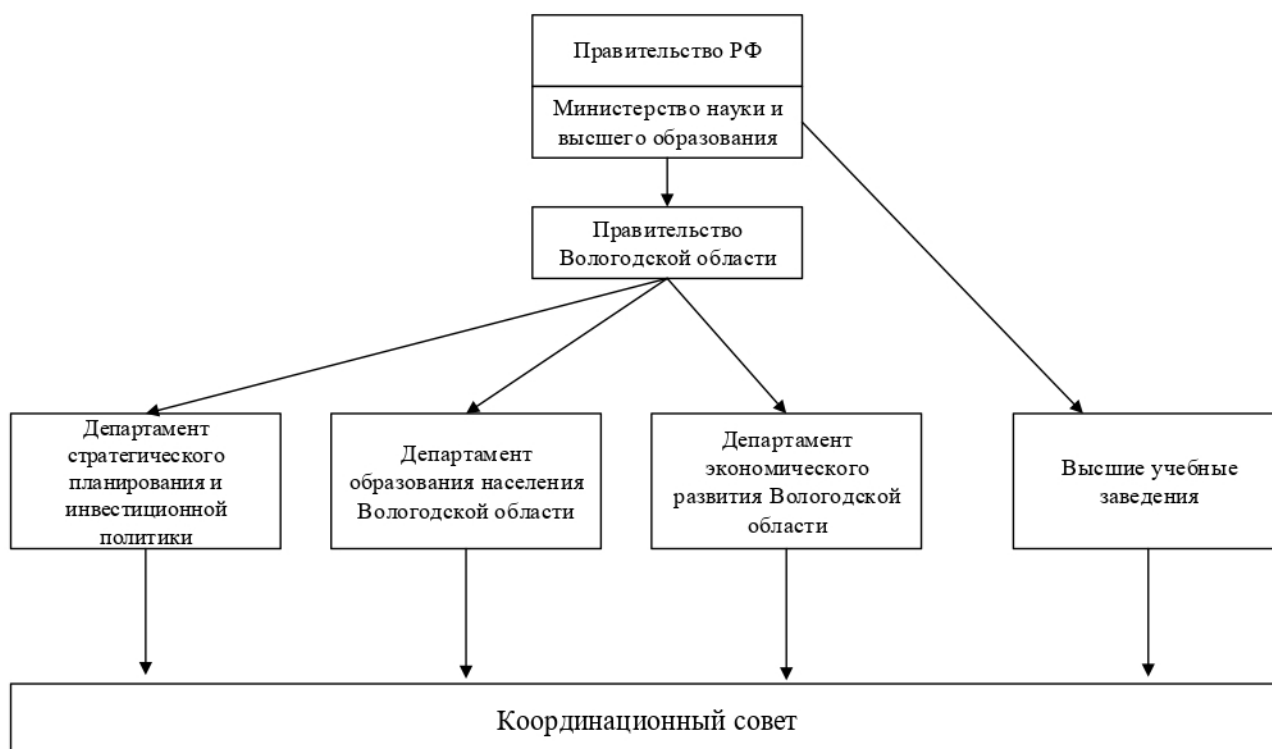 Правительство РФ
Министерство науки и
высшего образования
Правительство
Вологодской области
Департамент
стратегического
планирования и
инвестиционной
политики
Департамент
образования населения
Вологодской области
Департамент
экономического
развития Вологодской
области
Высшие учебные
заведения
Координационный совет